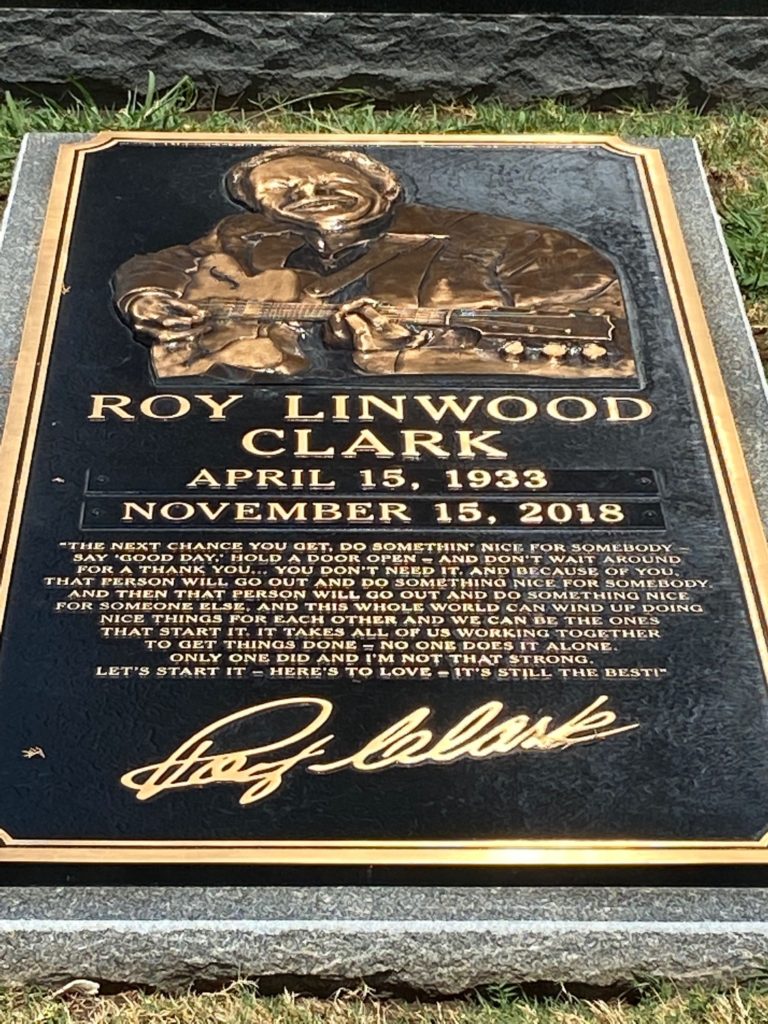 ROY LINWOOD
CLARK
APRIL 15, 1933
NOVEMBER 15, 2018
"THE NEXT CHANCE YOU GET, DO SOMETHIN' NICE FOR SOMEBODY –
SAY 'GOOD DAY,' HOLD A DOOR OPEN – AND DON'T WAIT AROUND
FOR A THANK YOU... YOU DON'T NEED IT. AND BECAUSE OF YOU
THAT PERSON WILL GO OUT AND DO SOMETHING NICE FOR SOMEBODY,
AND THEN THAT PERSON WILL GO OUT AND DO SOMETHING NICE
FOR SOMEONE ELSE, AND THIS WHOLE WORLD CAN WIND UP DOING
NICE THINGS FOR EACH OTHER AND WE CAN BE THE ONES
THAT START IT. IT TAKES ALL OF US WORKING TOGETHER
TO GET THINGS DONE – NO ONE DOES IT ALONE.
ONLY ONE DID AND I'M NOT THAT STRONG.
LET'S START IT – HERE'S TO LOVE – IT'S STILL THE BEST!"
Roy Clark